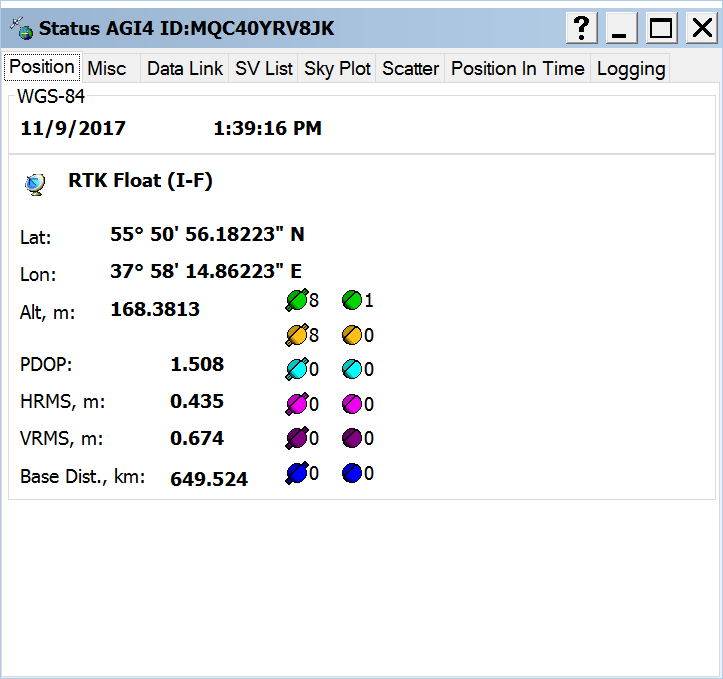 Status AGI4 ID:MQC40YRV8JK
?
Position Misc Data Link SV List Sky Plot Scatter Position In Time Logging
WGS-84
11/9/2017 1:39:16 PM
RTK Float (I-F)
Lat: 55° 50' 56.18223" N
Lon: 37° 58' 14.86223" E
Alt, m: 168.3813
8 1
8 0
PDOP: 1.508
0 0
HRMS, m: 0.435
0 0
VRMS, m: 0.674
0 0
Base Dist., km: 649.524
0 0